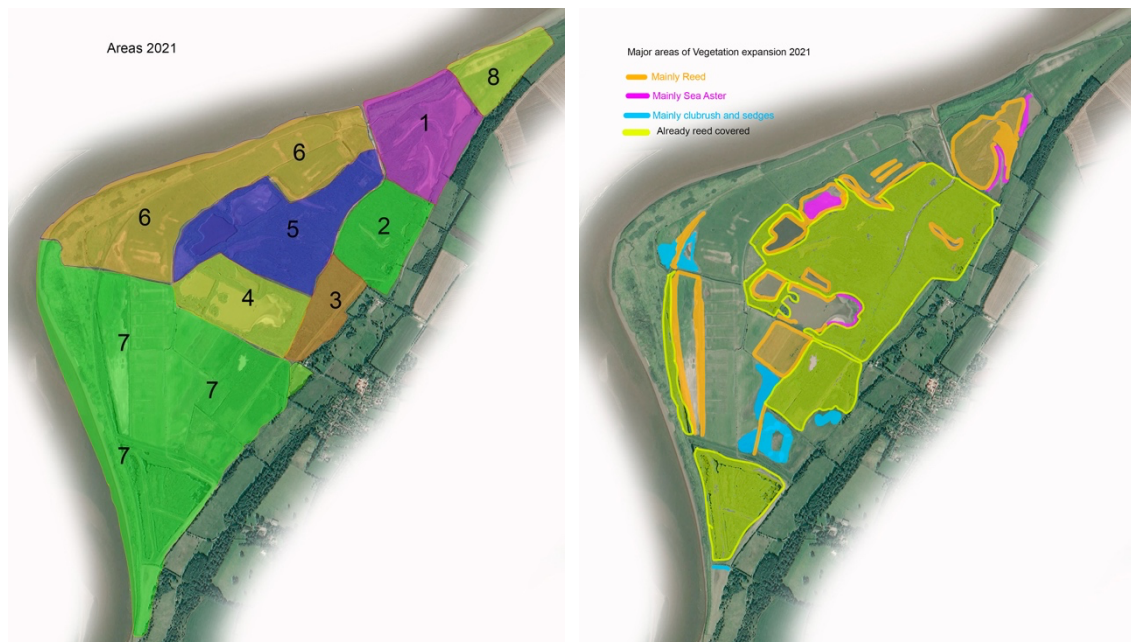 Areas 2021
8
1
6
2
6
5
4
3
7
7
7
Major areas of Vegetation expansion 2021
Mainly Reed
Mainly Sea Aster
Mainly clubrush and sedges
Already reed covered